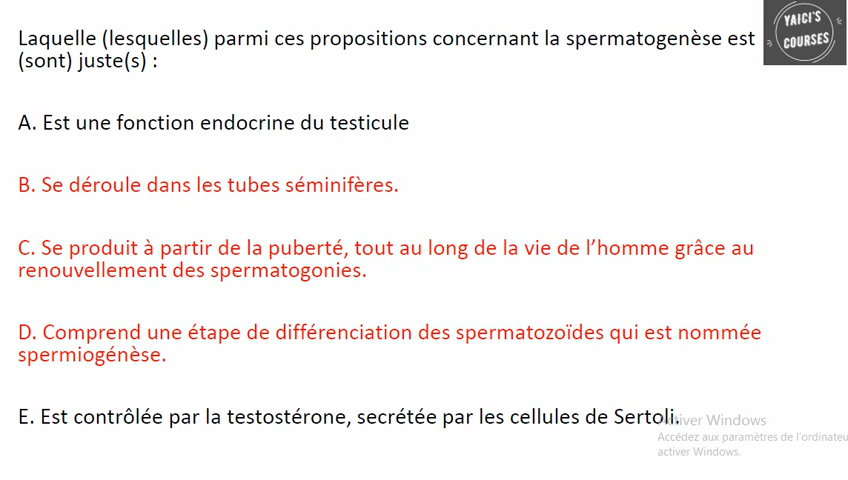 YAICI'S
COURSES
Laquelle (lesquelles) parmi ces propositions concernant la spermatogenèse est
(sont) juste(s) :
A. Est une fonction endocrine du testicule
B. Se déroule dans les tubes séminifères.
C. Se produit à partir de la puberté, tout au long de la vie de l’homme grâce au
renouvellement des spermatogonies.
D. Comprend une étape de différenciation des spermatozoïdes qui est nommée
spermiogénèse.
E. Est contrôlée par la testostérone, secrétée par les cellules de Sertoli.
Activer Windows
Accédez aux paramètres de l'ordinateu
activer Windows.